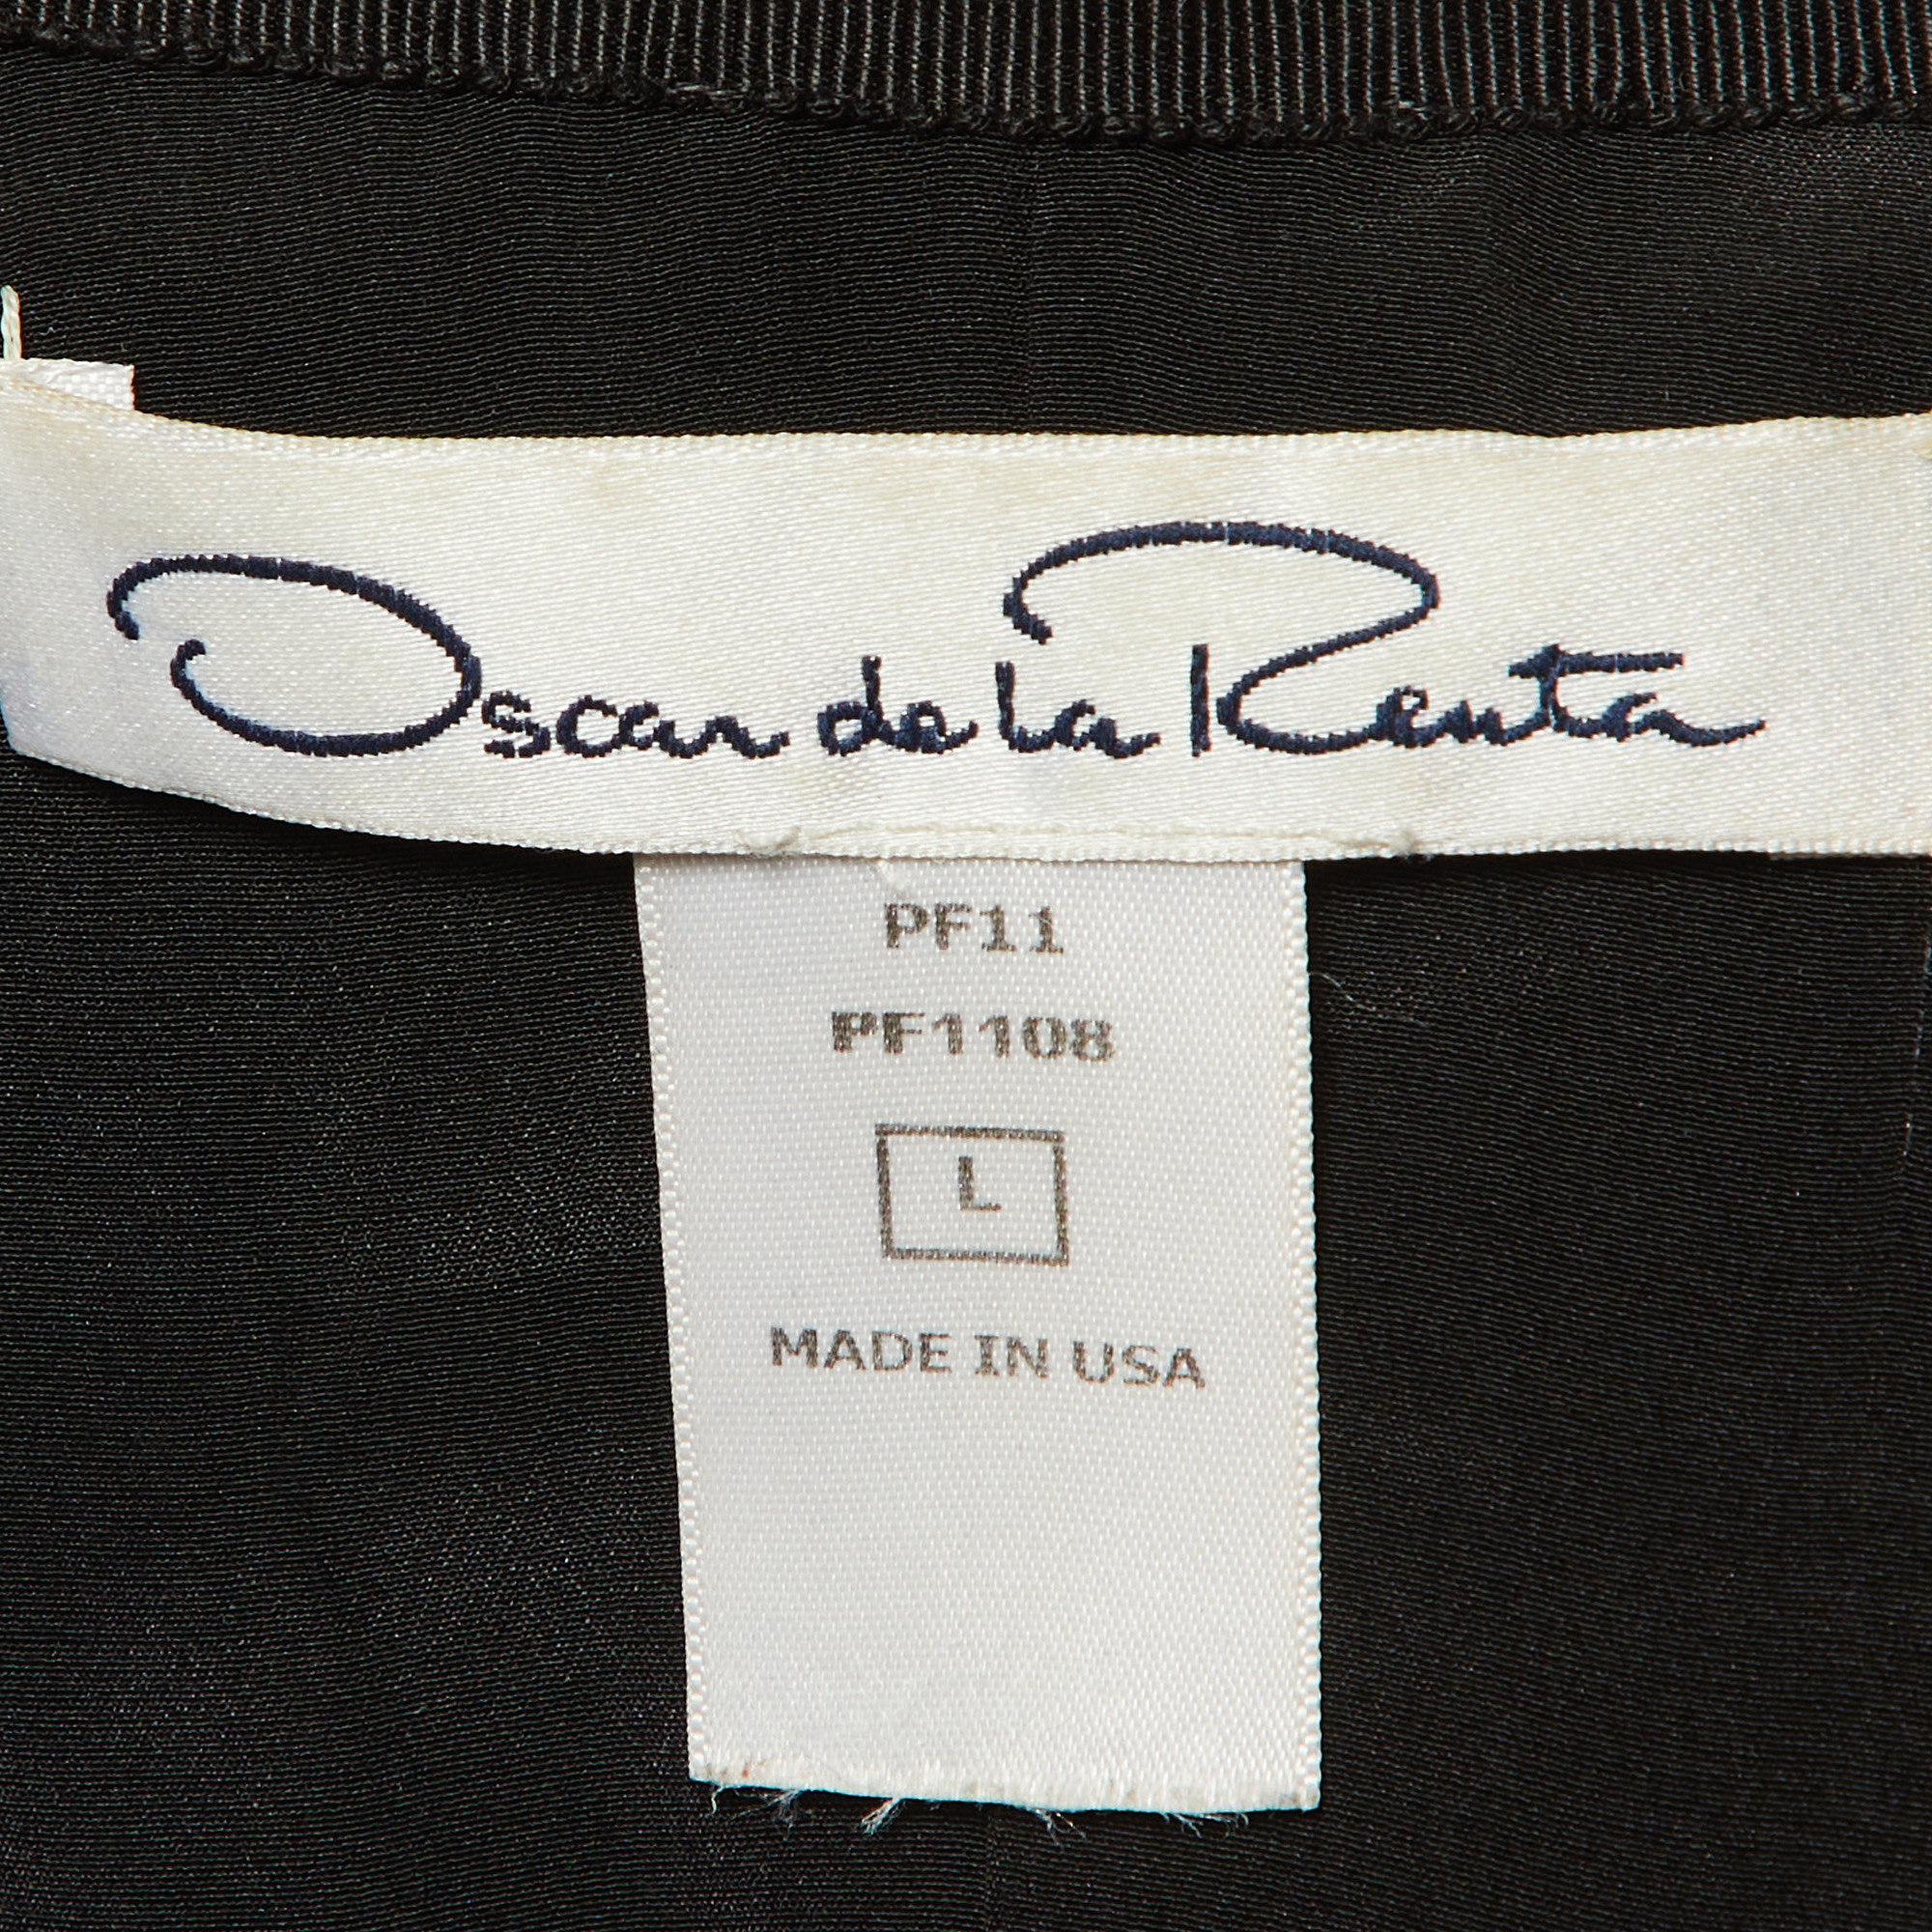 Oscar de la Renta
PF11
PF1108
L
MADE IN USA